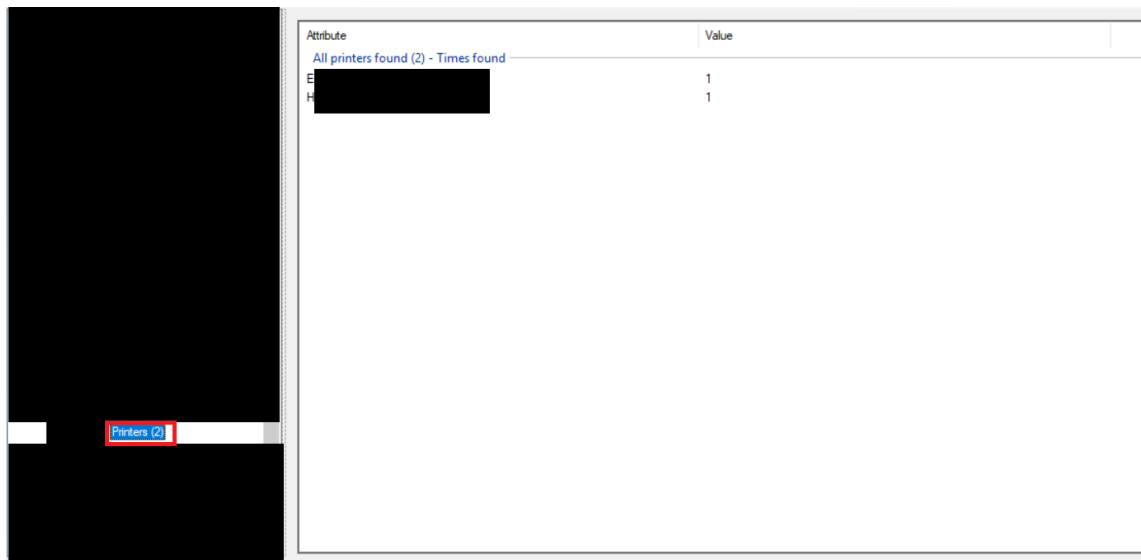 Attribute Value
All printers found (2) - Times found
E 1
H 1
Printers (2)